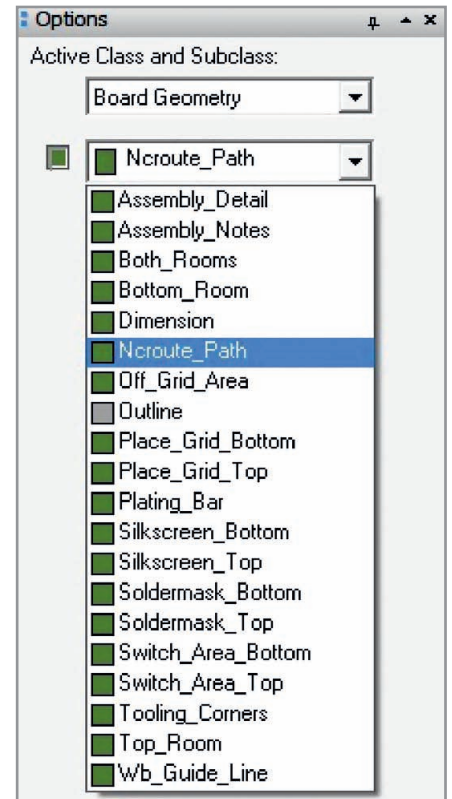 Options
Active Class and Subclass:
Board Geometry
Ncroute_Path
Assembly_Detail
Assembly_Notes
Both_Rooms
Bottom_Room
Dimension
Ncroute_Path
Off_Grid_Area
Outline
Place_Grid_Bottom
Place_Grid_Top
Plating_Bar
Silkscreen_Bottom
Silkscreen_Top
Soldermask_Bottom
Soldermask_Top
Switch_Area_Bottom
Switch_Area_Top
Tooling_Corners
Top_Room
Wb_Guide_Line